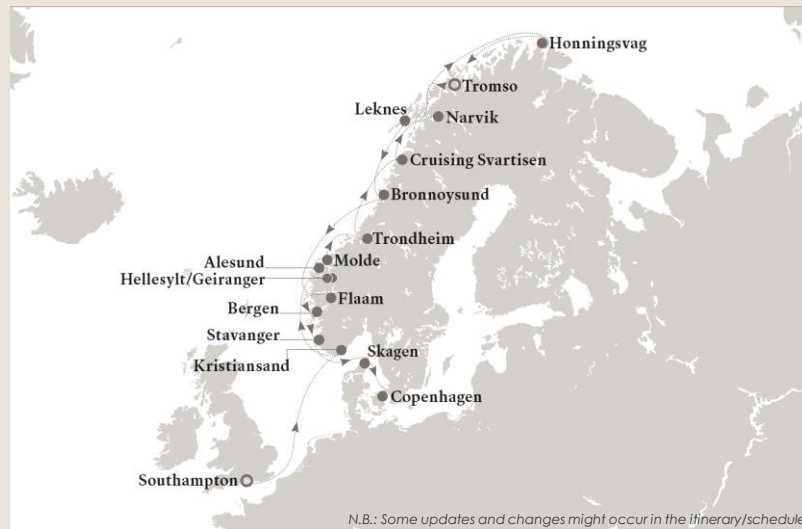 Honningsvag
Tromso
Leknes
Narvik
Cruising Svartisen
Bronnoysund
Trondheim
Alesund
Molde
Hellesylt/Geiranger
Flaam
Bergen
Stavanger
Skagen
Kristiansand
Copenhagen
Southampton
N.B.: Some updates and changes might occur in the itinerary/schedule